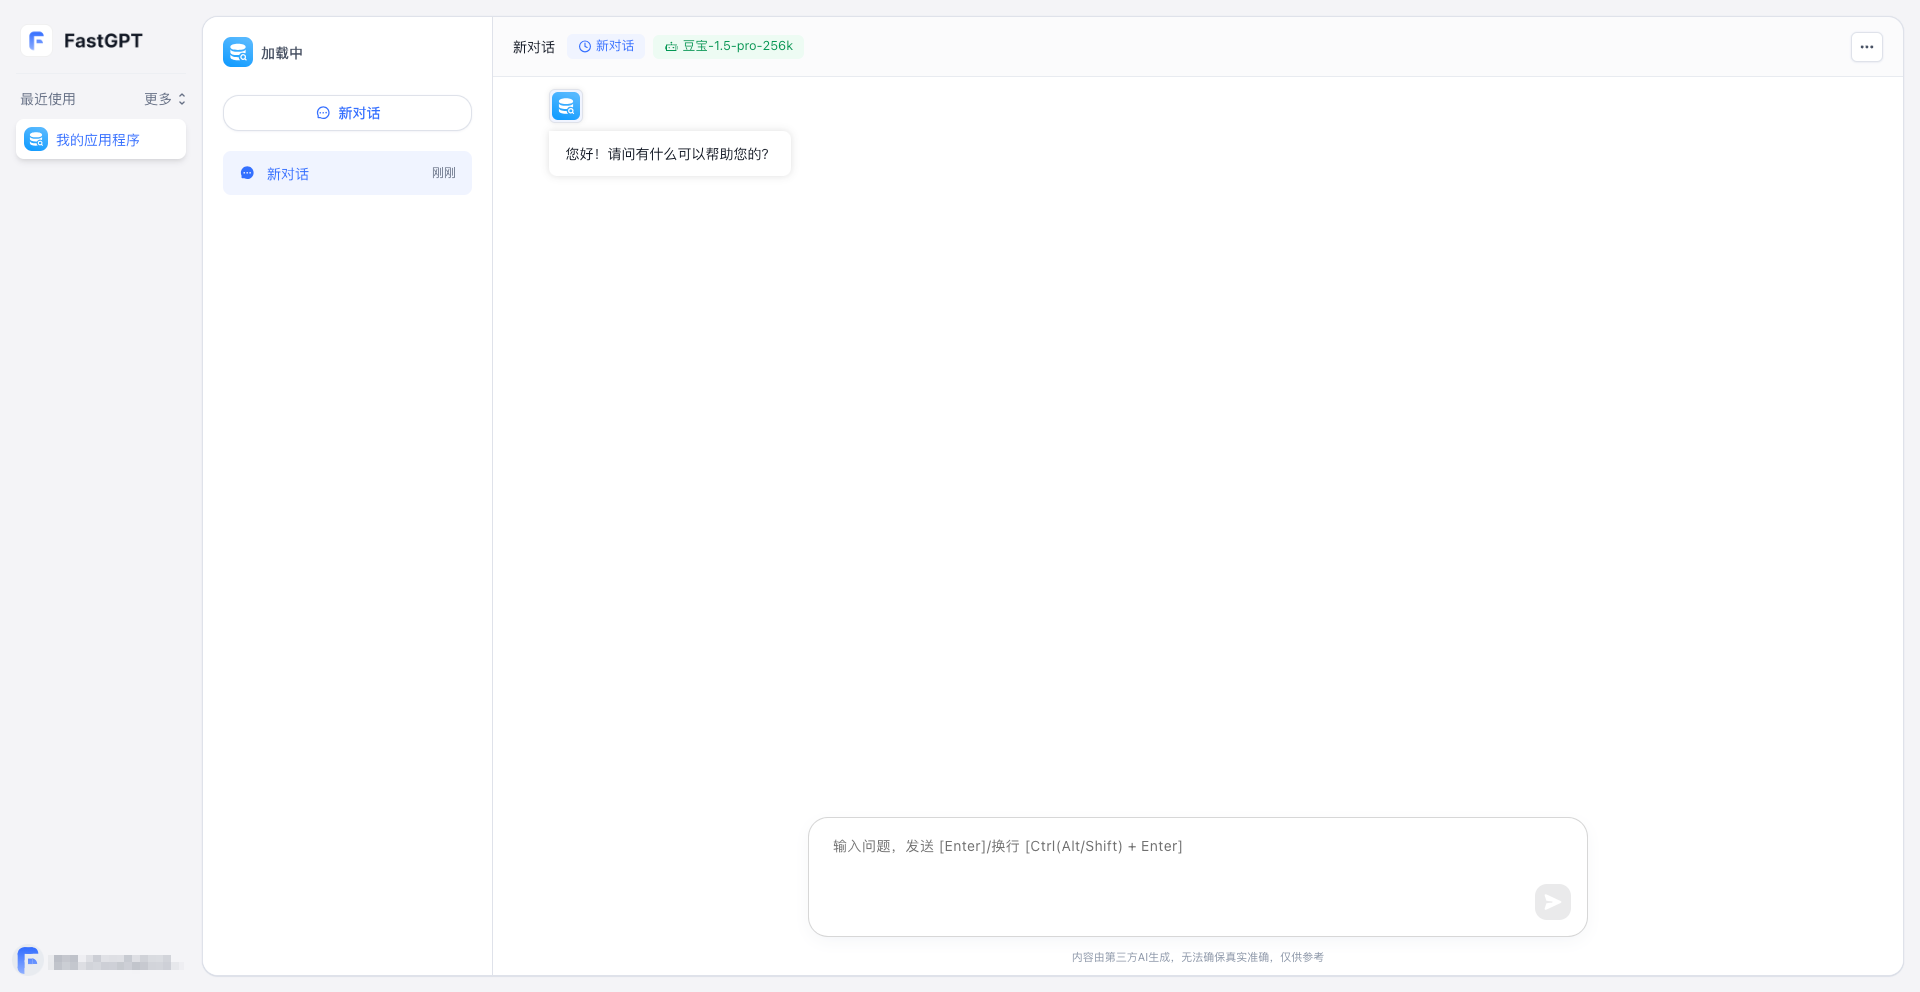 FastGPT
最近使用
更多
我的应用程序
加载中
新对话
新对话
刚刚
新对话
新对话
豆宝-1.5-pro-256k
您好！请问有什么可以帮助您的?
输入问题，发送 [Enter]/换行 [Ctrl(Alt/Shift) + Enter]
内容由第三方AI生成，无法确保真实准确，仅供参考